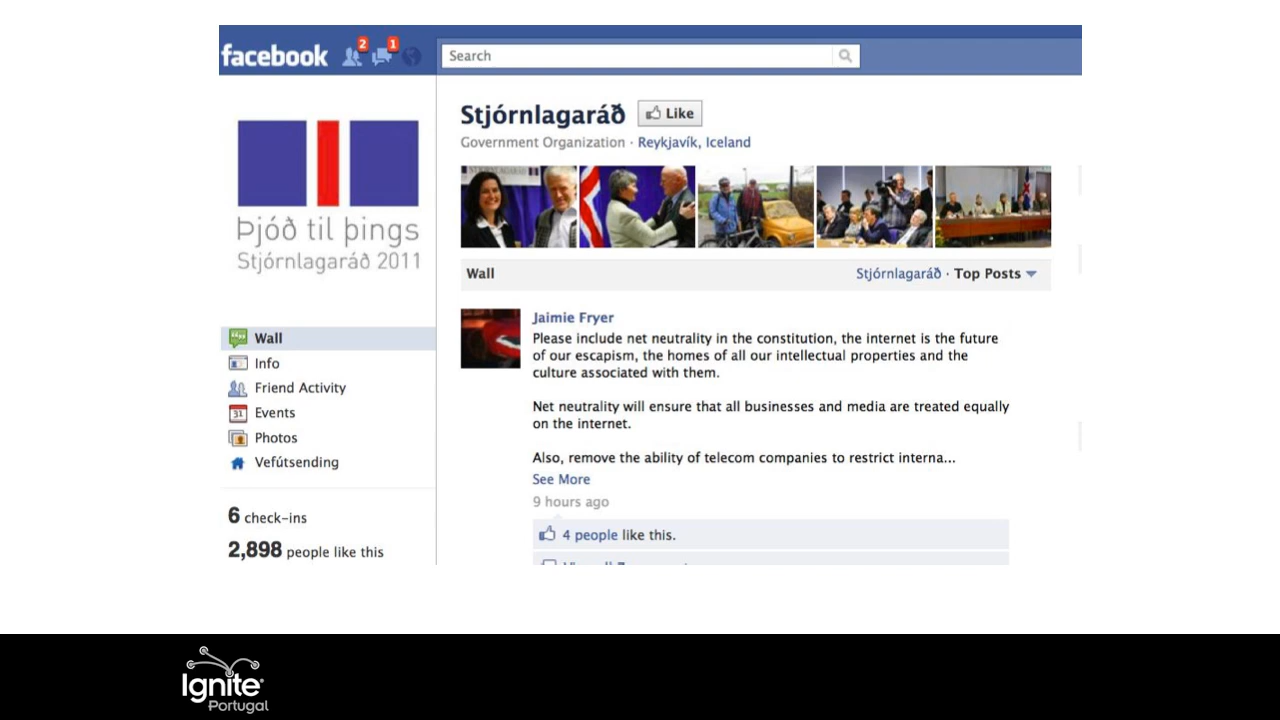 facebook
2
1
Search
Stjórnlagaráð
Like
Government Organization · Reykjavík, Iceland
STJÓRNLAGARÁÐ
Þjóð til þings
Stjórnlagaráð 2011
Wall
Stjórnlagaráð · Top Posts
Wall
Info
Friend Activity
31
Events
Photos
Vefútsending
6 check-ins
2,898 people like this
Jaimie Fryer
Please include net neutrality in the constitution, the internet is the future
of our escapism, the homes of all our intellectual properties and the
culture associated with them.
Net neutrality will ensure that all businesses and media are treated equally
on the internet.
Also, remove the ability of telecom companies to restrict interna...
See More
9 hours ago
4 people like this.
Ignite
Portugal